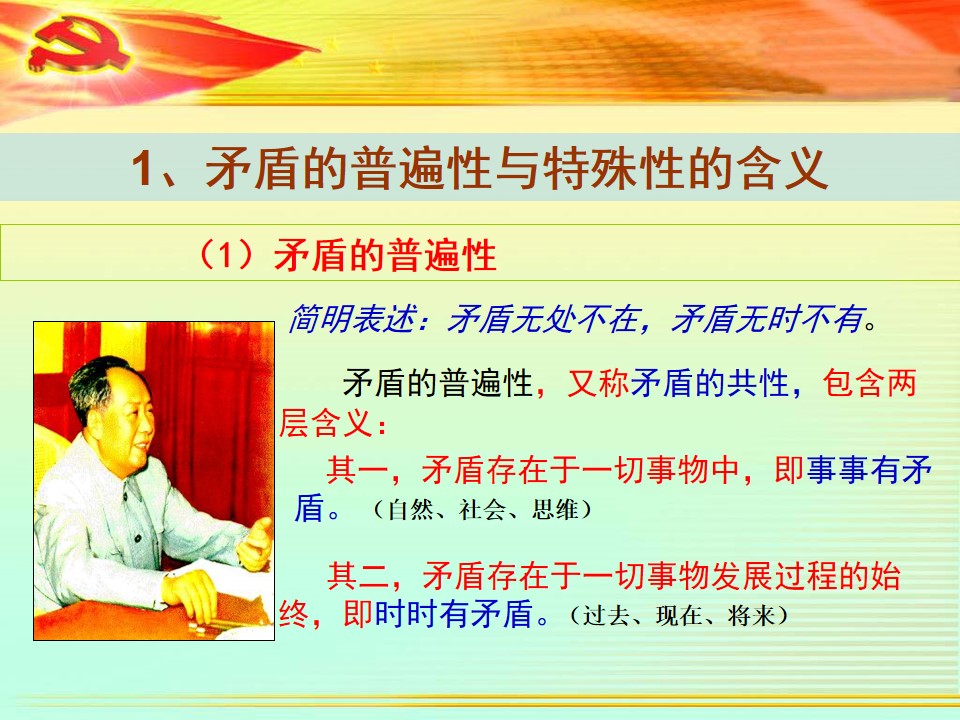 1、矛盾的普遍性与特殊性的含义
（1）矛盾的普遍性
简明表述：矛盾无处不在，矛盾无时不有。
矛盾的普遍性，又称矛盾的共性，包含两
层含义：
其一，矛盾存在于一切事物中，即事事有矛
盾。（自然、社会、思维）
其二，矛盾存在于一切事物发展过程的始
终，即时时有矛盾。（过去、现在、将来）